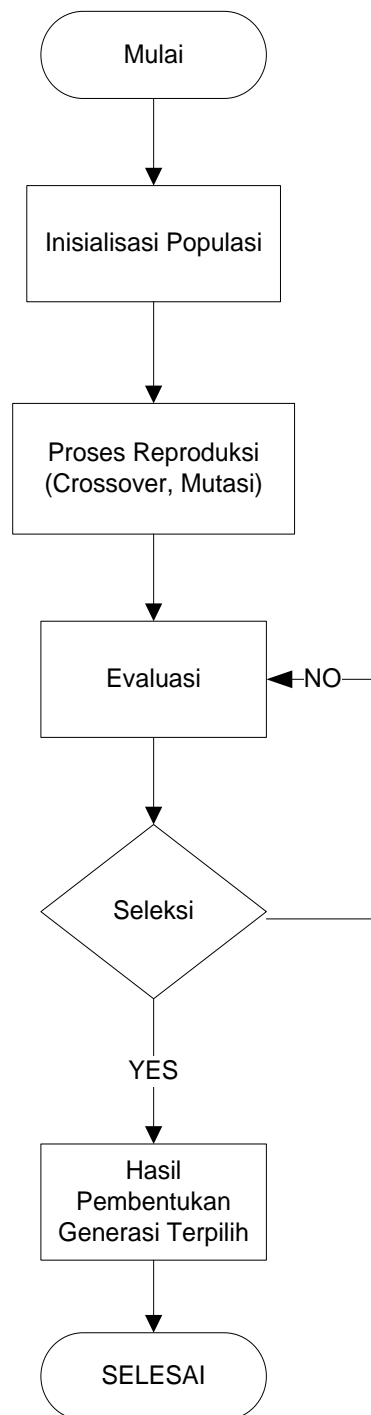 Mulai
Inisialisasi Populasi
Proses Reproduksi
(Crossover, Mutasi)
Evaluasi
NO
Seleksi
YES
Hasil
Pembentukan
Generasi Terpilih
SELESAI